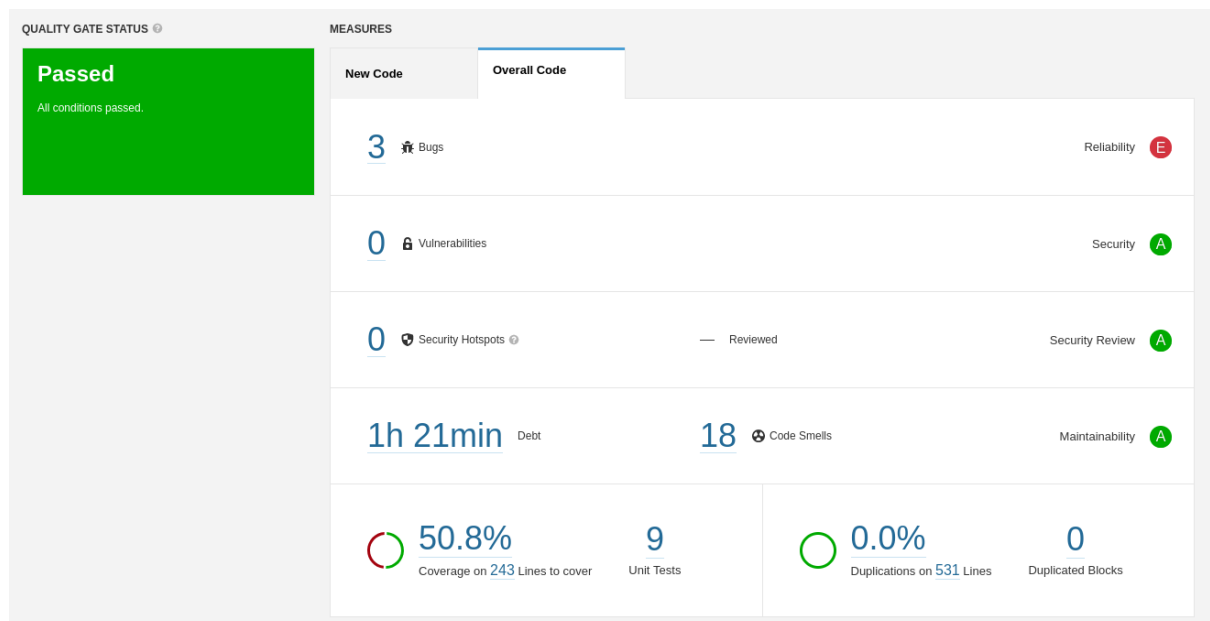 QUALITY GATE STATUS ?
MEASURES
Passed
All conditions passed.
New Code
Overall Code
3 Bugs
Reliability E
0 Vulnerabilities
Security A
0 Security Hotspots ?
— Reviewed
Security Review A
1h 21min Debt
18 Code Smells
Maintainability A
50.8%
Coverage on 243 Lines to cover
9
Unit Tests
0.0%
Duplications on 531 Lines
0
Duplicated Blocks